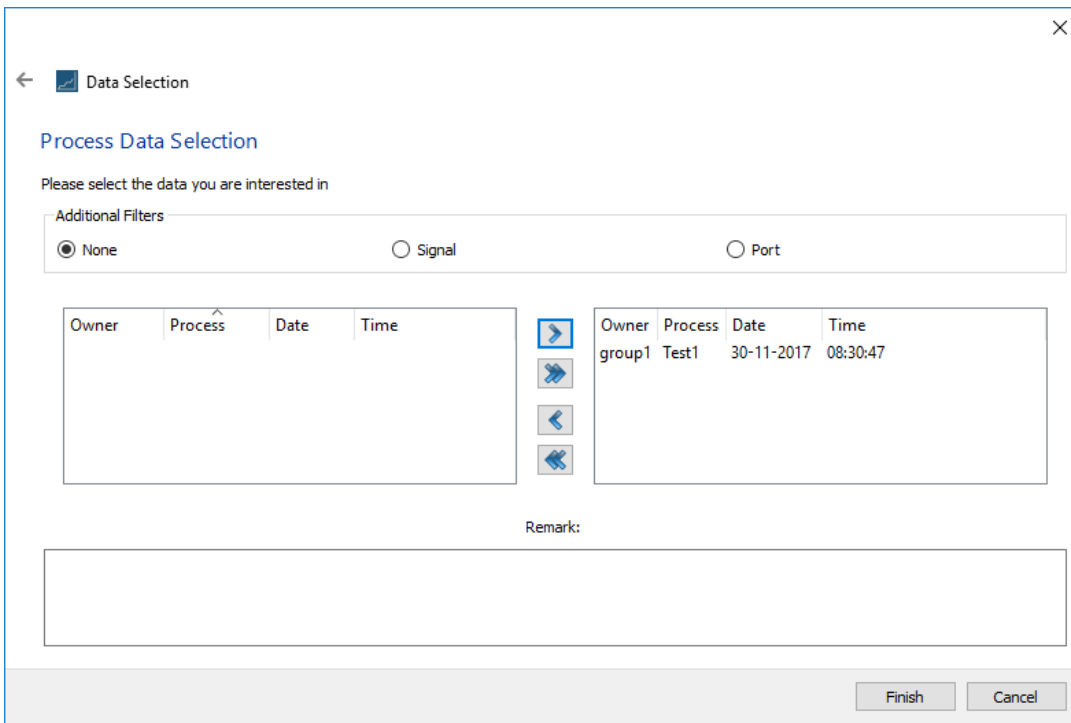 Data Selection
Process Data Selection
Please select the data you are interested in
Additional Filters
None Signal Port
Owner Process Date Time
Owner Process Date Time
group1 Test1 30-11-2017 08:30:47
Remark:
Finish Cancel